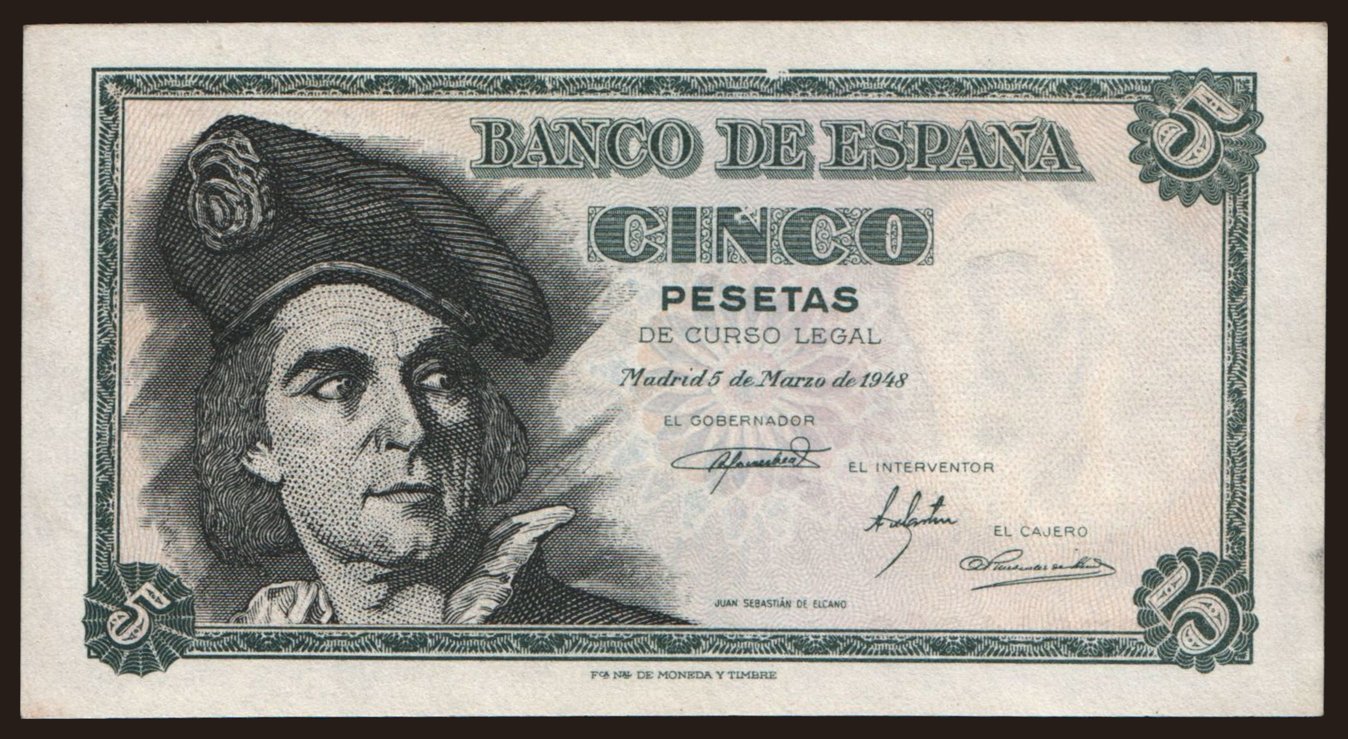 BANCO DE ESPAÑA
5
CINCO
PESETAS
DE CURSO LEGAL
Madrid 5 de Marzo de 1948
EL GOBERNADOR
EL INTERVENTOR
EL CAJERO
JUAN SEBASTIÁN DE ELCANO
5
5
Fca Nal DE MONEDA Y TIMBRE